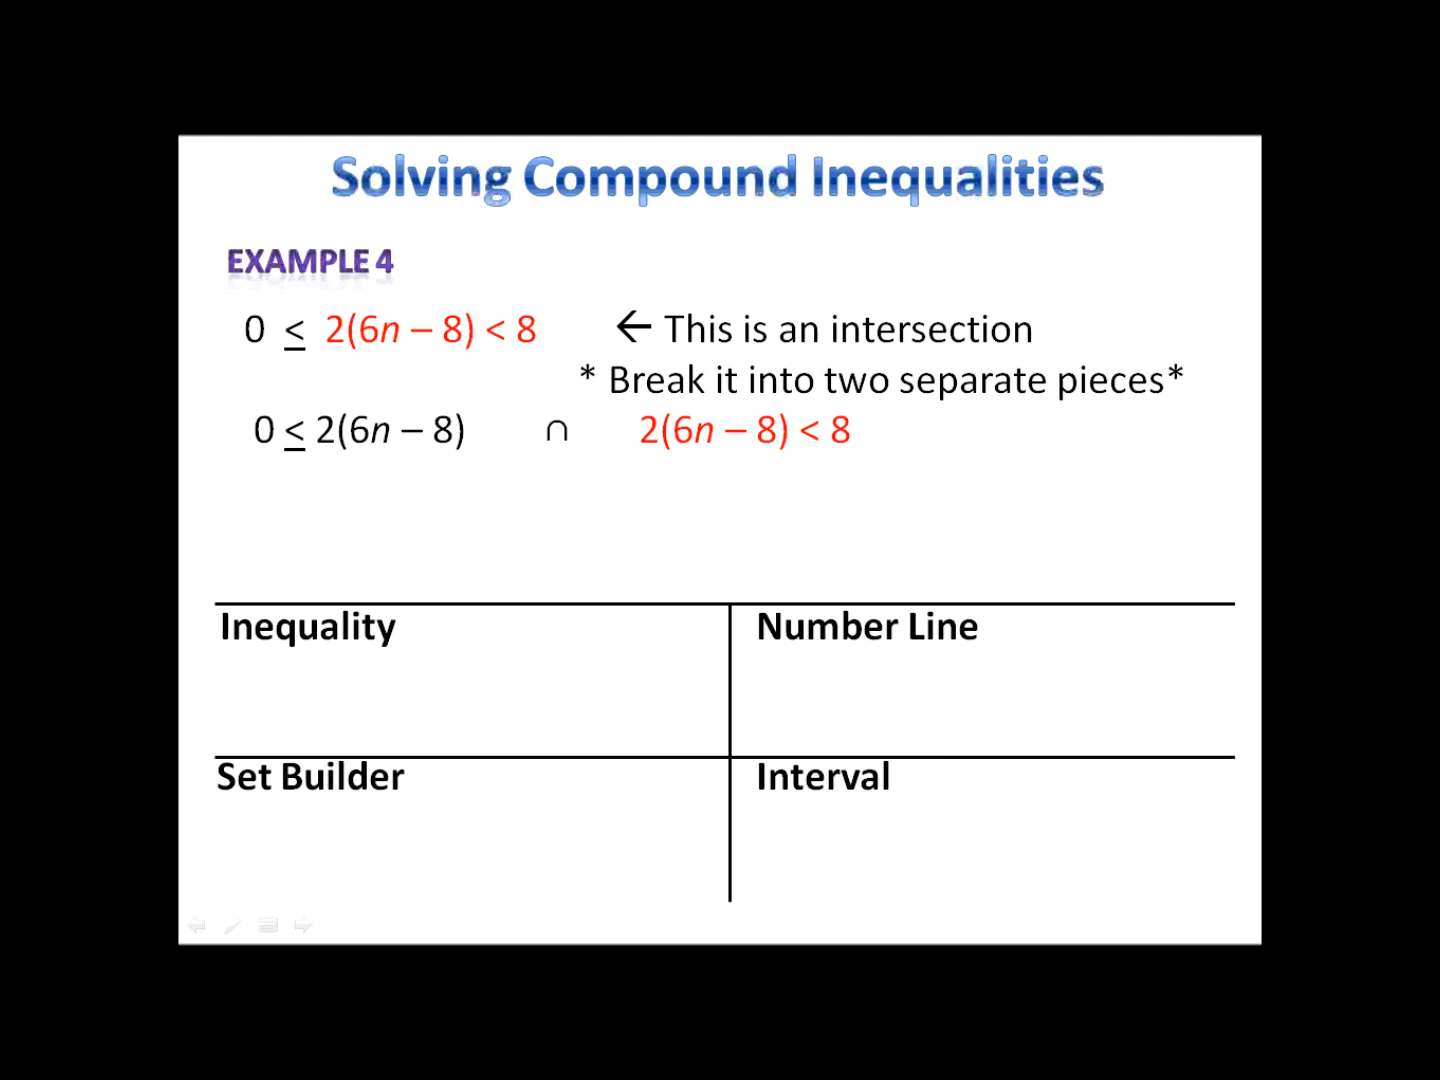 Solving Compound Inequalities
EXAMPLE 4
0 ≤ 2(6n – 8) < 8 ← This is an intersection
* Break it into two separate pieces*
0 ≤ 2(6n – 8) ∩ 2(6n – 8) < 8
Inequality Number Line
Set Builder Interval